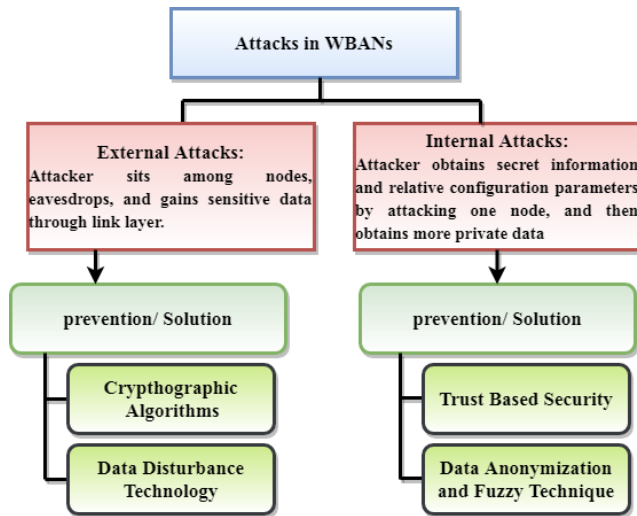 Attacks in WBANs
External Attacks:
Attacker sits among nodes,
eavesdrops, and gains sensitive data
through link layer.
Internal Attacks:
Attacker obtains secret information
and relative configuration parameters
by attacking one node, and then
obtains more private data
prevention/ Solution
Crypthographic
Algorithms
Data Disturbance
Technology
prevention/ Solution
Trust Based Security
Data Anonymization
and Fuzzy Technique